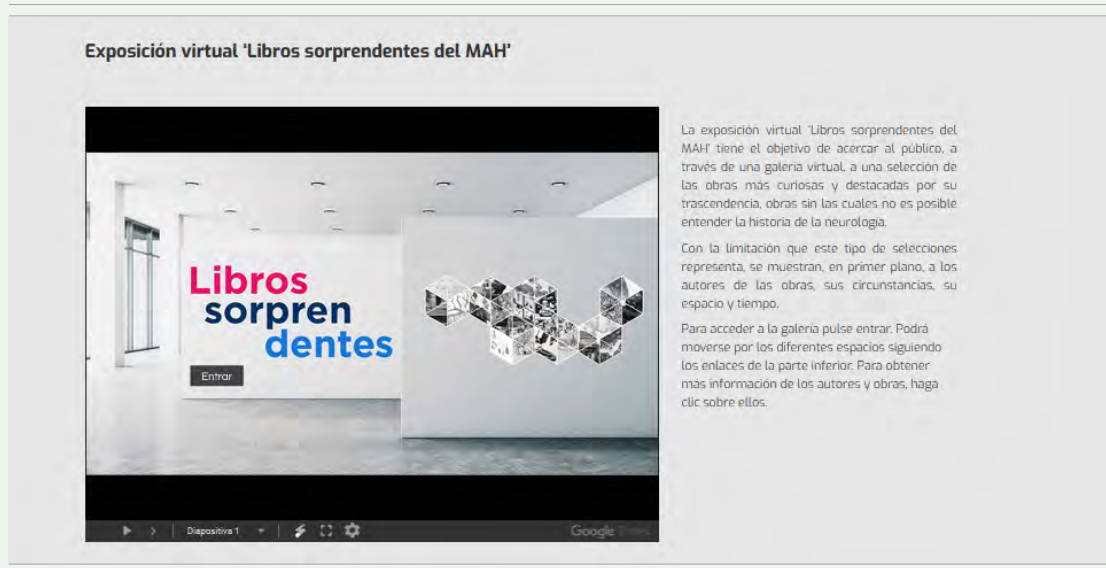 Exposición virtual 'Libros sorprendentes del MAH'
La exposición virtual 'Libros sorprendentes del
MAH' tiene el objetivo de acercar al público, a
través de una galería virtual, a una selección de
las obras más curiosas y destacadas por su
trascendencia, obras sin las cuales no es posible
entender la historia de la neurología.
Con la limitación que este tipo de selecciones
representa, se muestran, en primer plano, a los
autores de las obras, sus circunstancias, su
espacio y tiempo.
Para acceder a la galería pulse entrar. Podrá
moverse por los diferentes espacios siguiendo
los enlaces de la parte inferior. Para obtener
más información de los autores y obras, haga
clic sobre ellos.
Libros
sorpren
dentes
Entrar
Diapositiva 1
Google